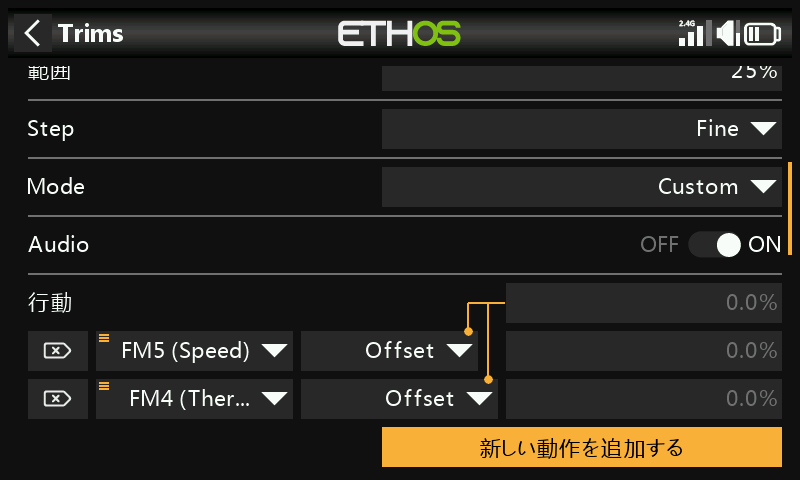 Trims ETHOS 2.4G
範囲 25%
Step Fine
Mode Custom
Audio OFF ON
行動 0.0%
FM5 (Speed) Offset 0.0%
FM4 (Ther... Offset 0.0%
新しい動作を追加する